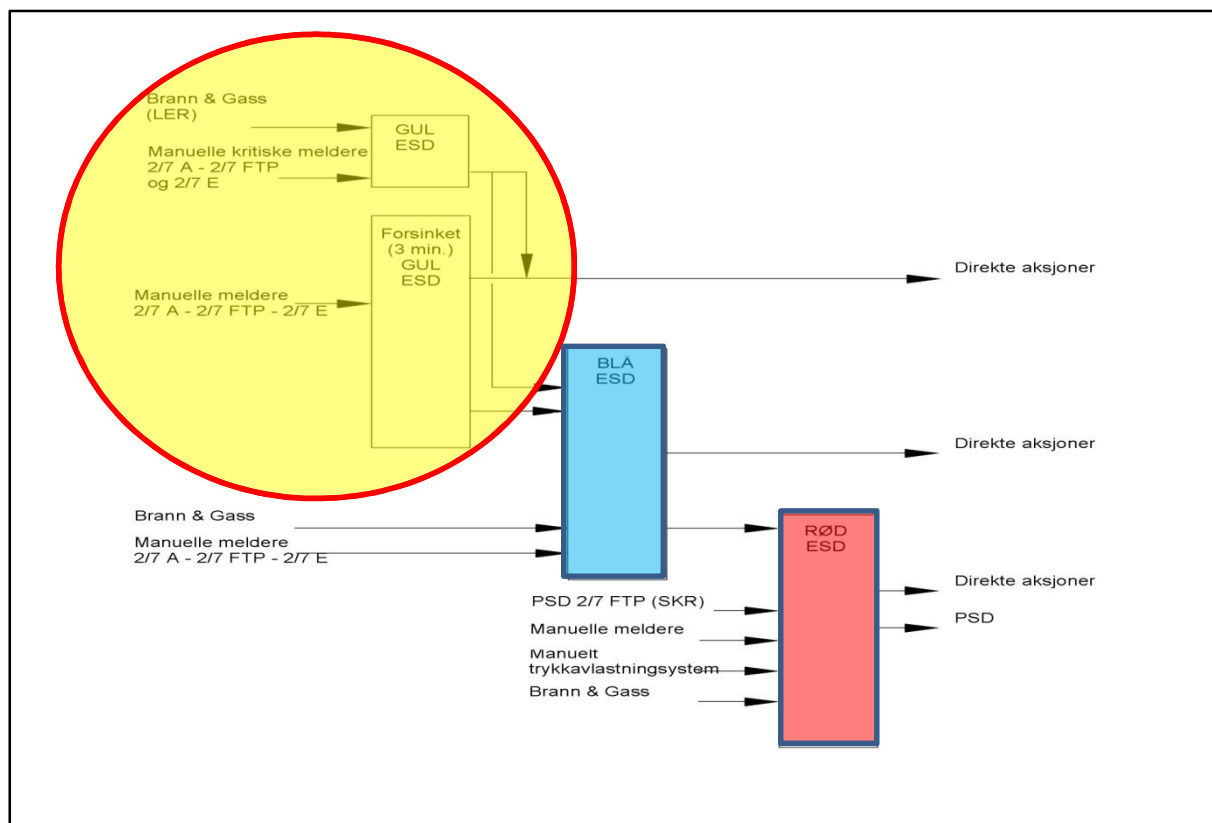 Brann & Gass
(LER)
GUL
ESD
Manuelle kritiske meldere
2/7 A - 2/7 FTP
og 2/7 E
Forsinket
(3 min.)
GUL
ESD
Direkte aksjoner
Manuelle meldere
2/7 A - 2/7 FTP - 2/7 E
BLÅ
ESD
Direkte aksjoner
Brann & Gass
Manuelle meldere
2/7 A - 2/7 FTP - 2/7 E
RØD
ESD
Direkte aksjoner
PSD 2/7 FTP (SKR)
PSD
Manuelle meldere
Manuelt
trykkavlastningsystem
Brann & Gass